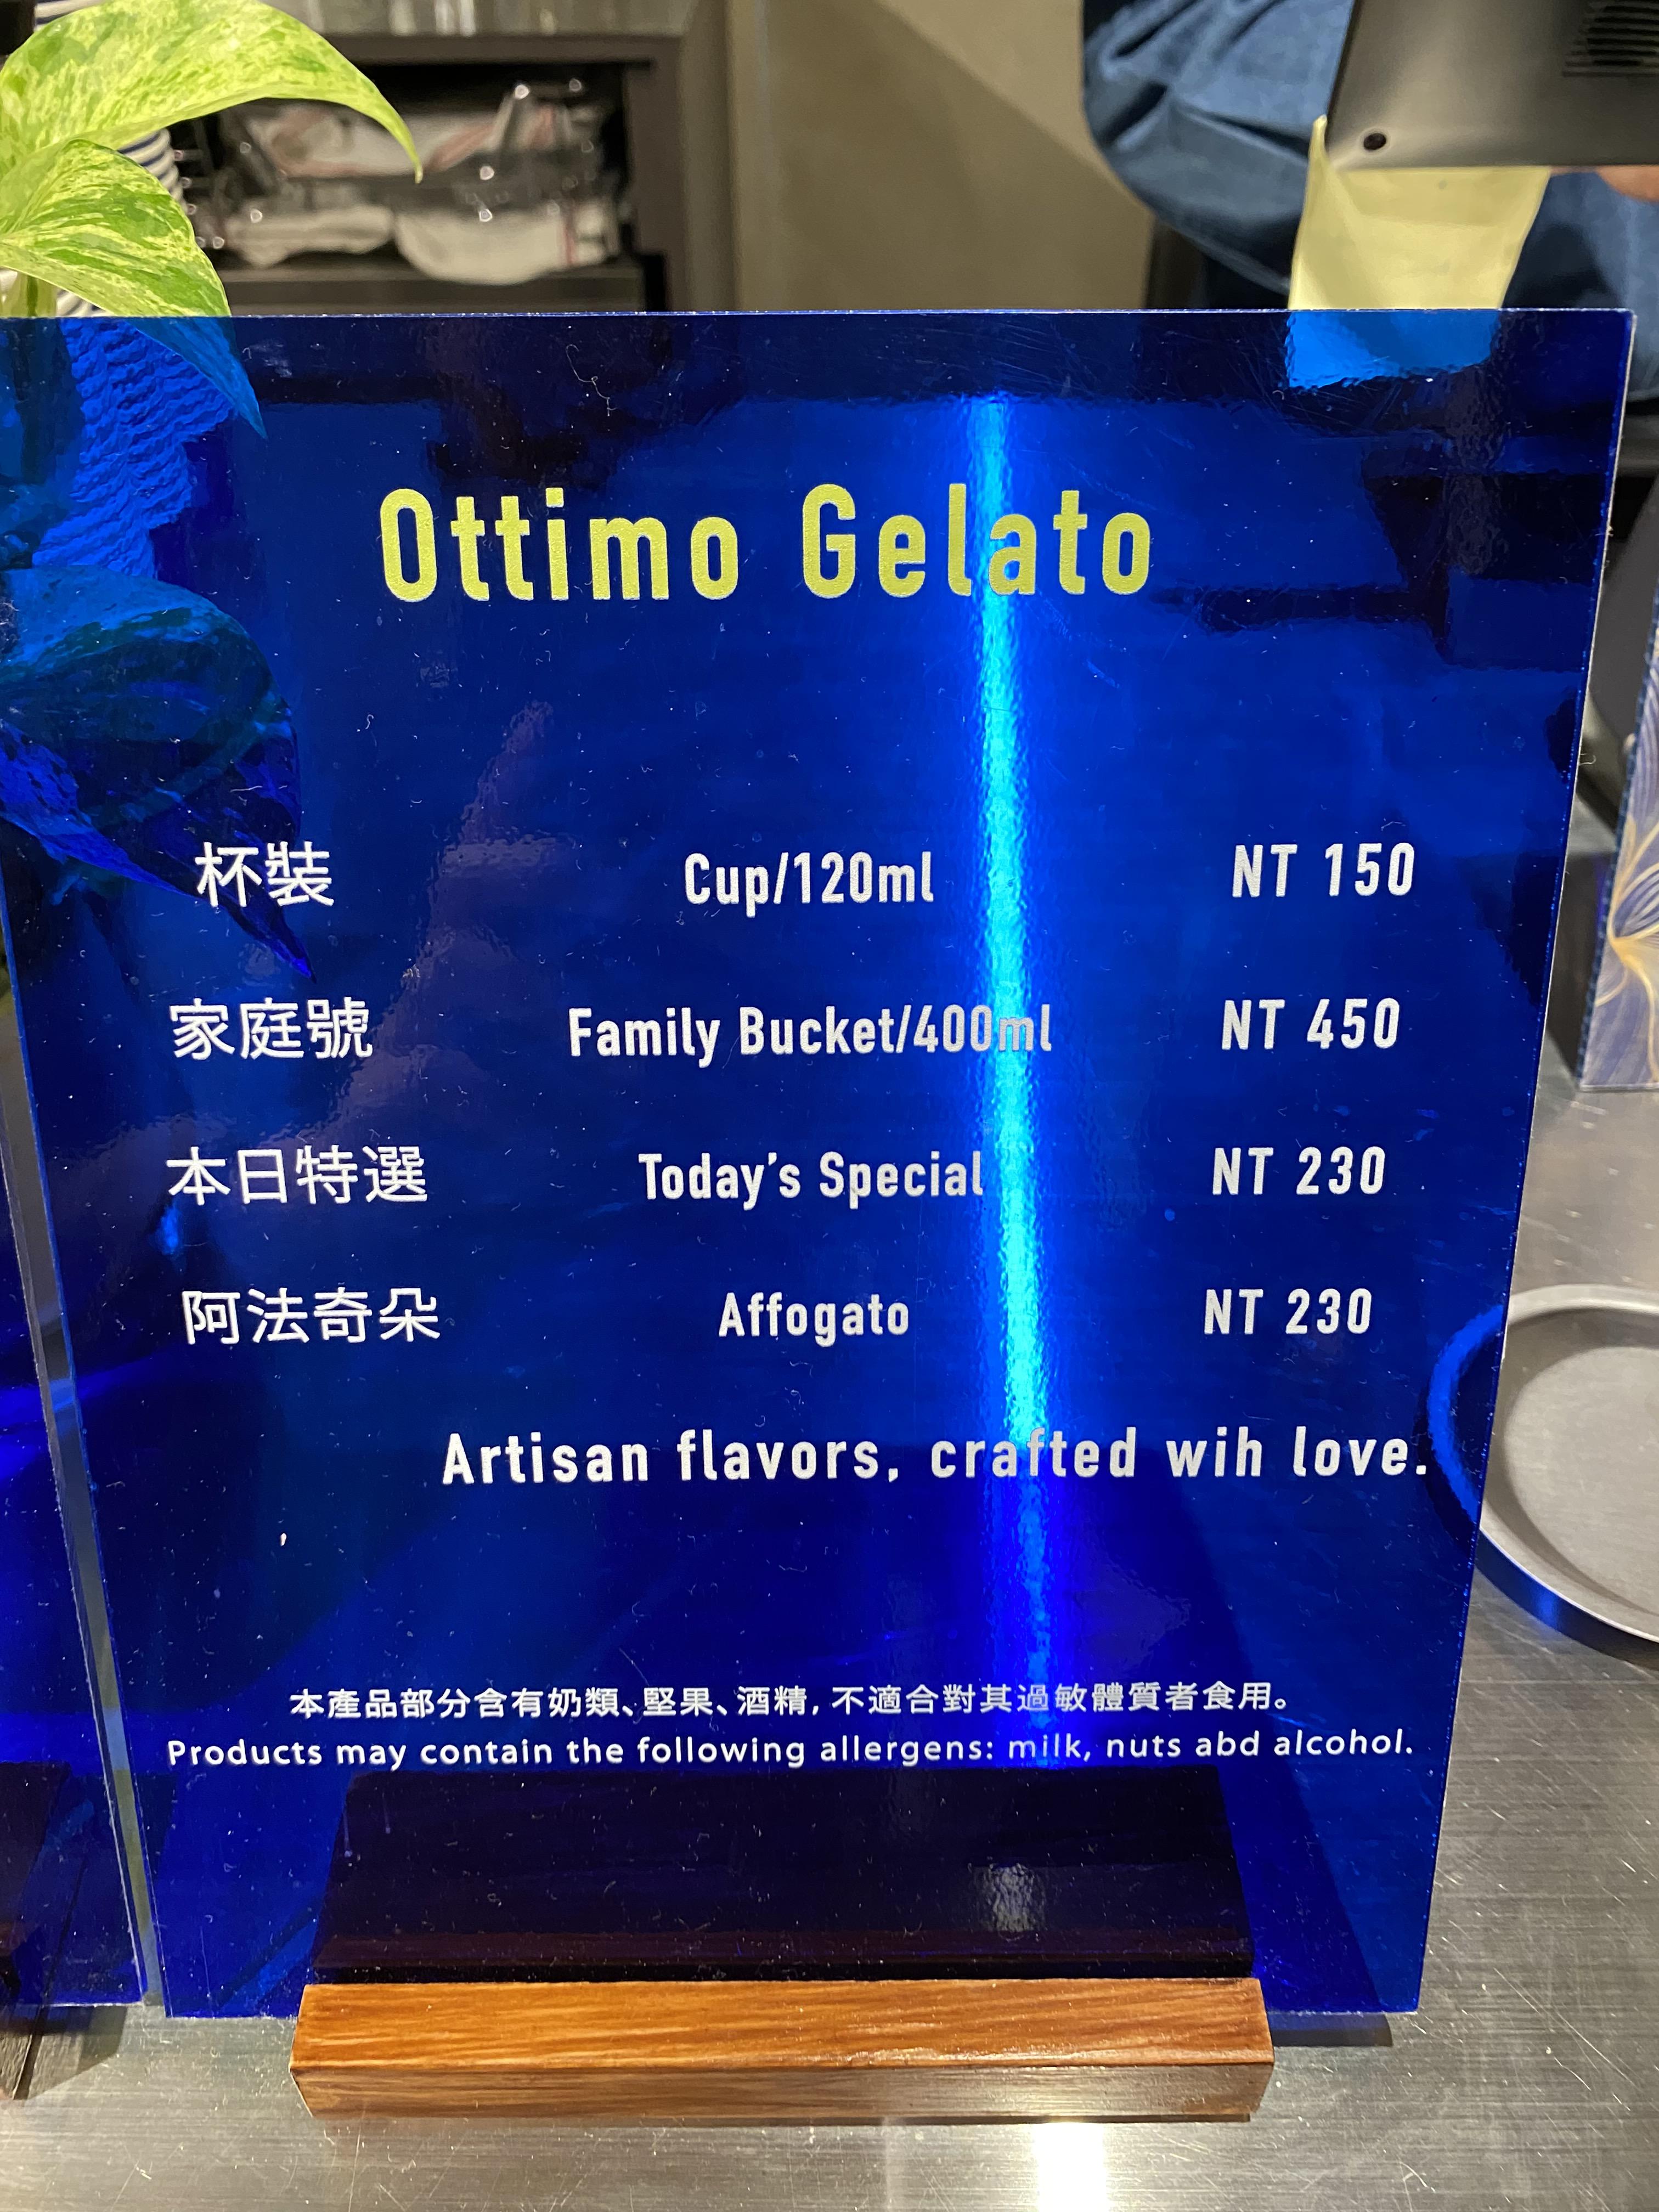 Ottimo Gelato
杯裝 Cup/120ml NT 150
家庭號 Family Bucket/400ml NT 450
本日特選 Today's Special NT 230
阿法奇朵 Affogato NT 230
Artisan flavors, crafted wih love.
本產品部分含有奶類、堅果、酒精,不適合對其過敏體質者食用。
Products may contain the following allergens: milk, nuts abd alcohol.